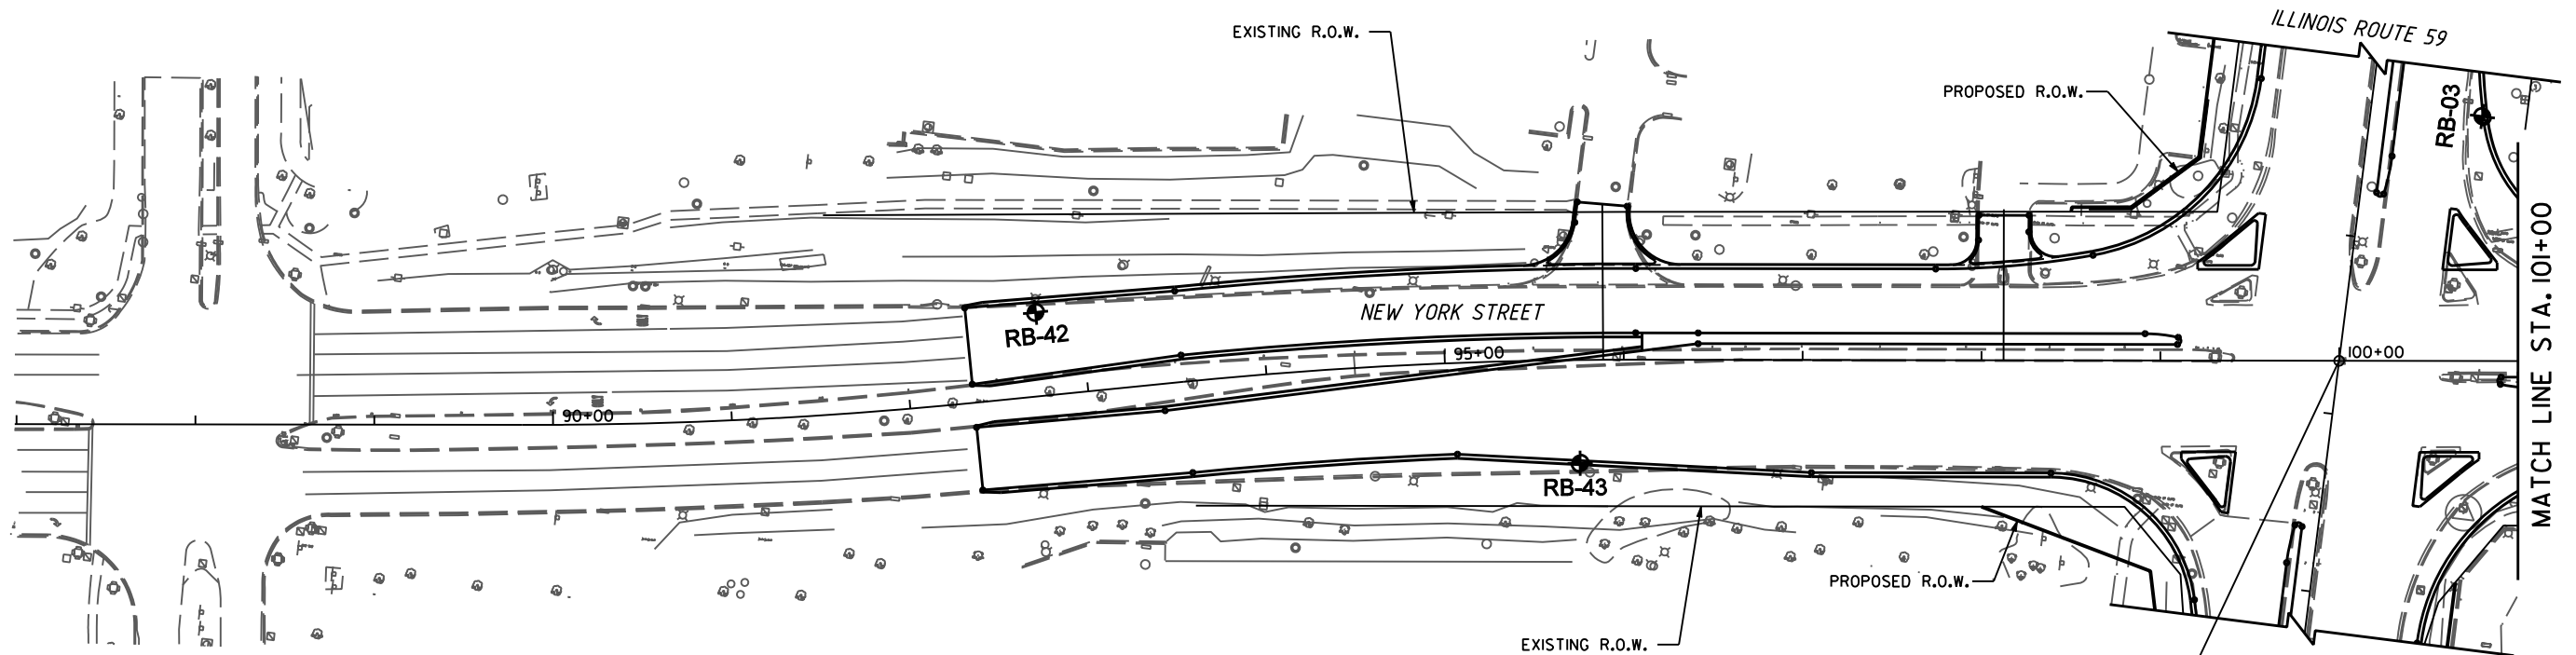 ILLINOIS ROUTE 59
EXISTING R.O.W.
PROPOSED R.O.W.
RB-03
NEW YORK STREET
RB-42
95+00
100+00
90+00
MATCH LINE STA. 101+00
RB-43
PROPOSED R.O.W.
EXISTING R.O.W.